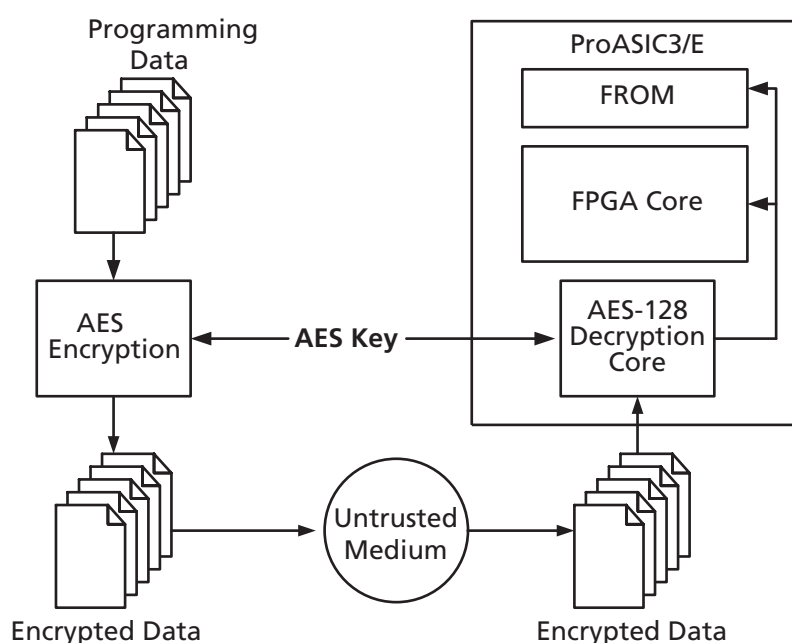 Programming
Data
ProASIC3/E
FROM
FPGA Core
AES
Encryption
AES Key
AES-128
Decryption
Core
Untrusted
Medium
Encrypted Data
Encrypted Data